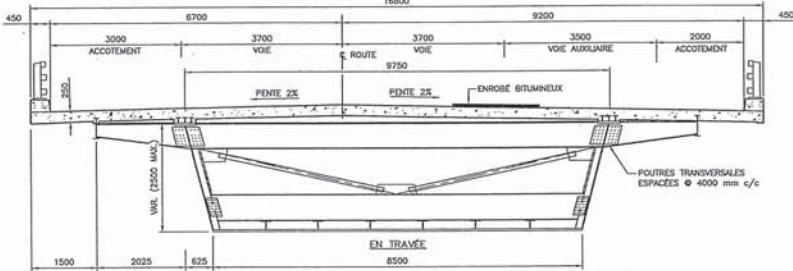 16800
450
6700
9200
450
3000
3700
3700
3500
2000
ACCOTEMENT
VOIE
VOIE
VOIE AUXILIAIRE
ACCOTEMENT
℄ ROUTE
9750
250
PENTE 2%
PENTE 2%
ENROBÉ BITUMINEUX
VAR. (2500 MAX.)
POUTRES TRANSVERSALES
ESPACÉES @ 4000 mm c/c
EN TRAVÉE
1500
2025
625
8500